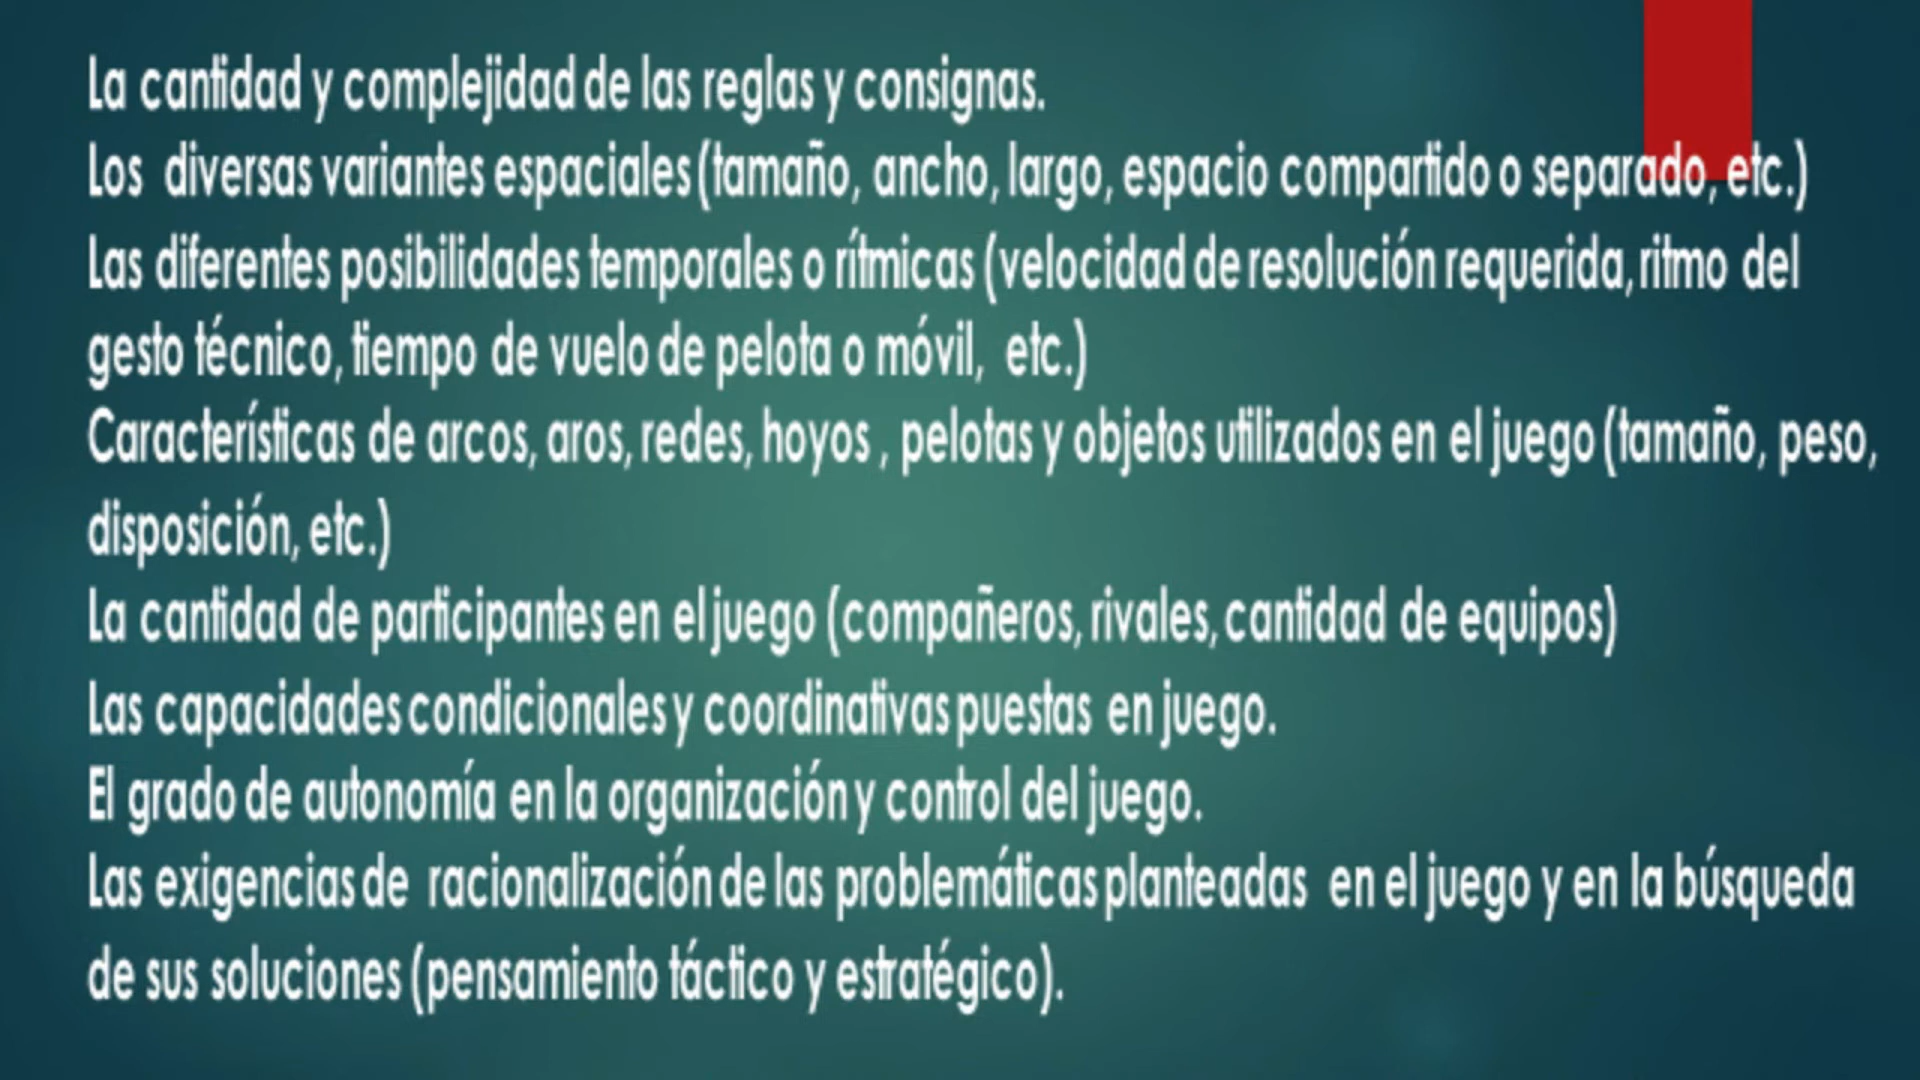 La cantidad y complejidad de las reglas y consignas.
Los diversas variantes espaciales (tamaño, ancho, largo, espacio compartido o separado, etc.)
Las diferentes posibilidades temporales o rítmicas (velocidad de resolución requerida, ritmo del
gesto técnico, tiempo de vuelo de pelota o móvil, etc.)
Características de arcos, aros, redes, hoyos , pelotas y objetos utilizados en el juego (tamaño, peso,
disposición, etc.)
La cantidad de participantes en el juego (compañeros, rivales, cantidad de equipos)
Las capacidades condicionales y coordinativas puestas en juego.
El grado de autonomía en la organización y control del juego.
Las exigencias de racionalización de las problemáticas planteadas en el juego y en la búsqueda
de sus soluciones (pensamiento táctico y estratégico).